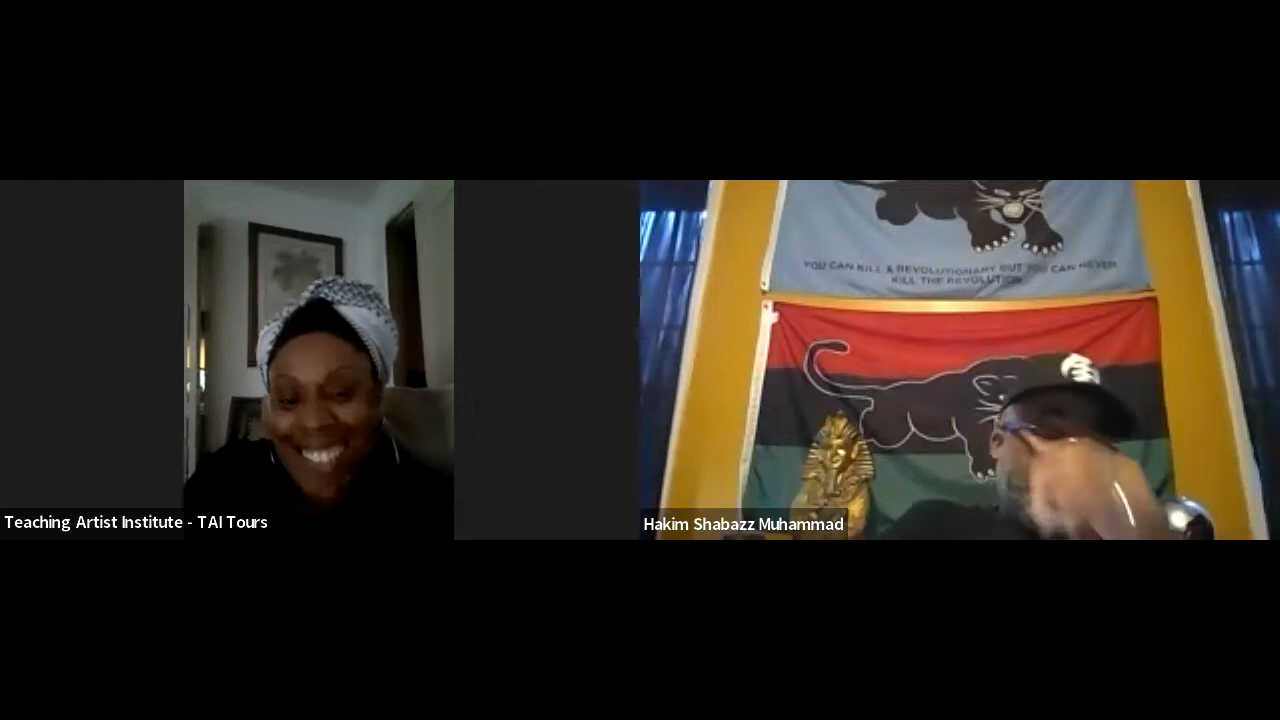 YOU CAN KILL A REVOLUTIONARY BUT YOU CAN NEVER
KILL THE REVOLUTION
Teaching Artist Institute - TAI Tours
Hakim Shabazz Muhammad